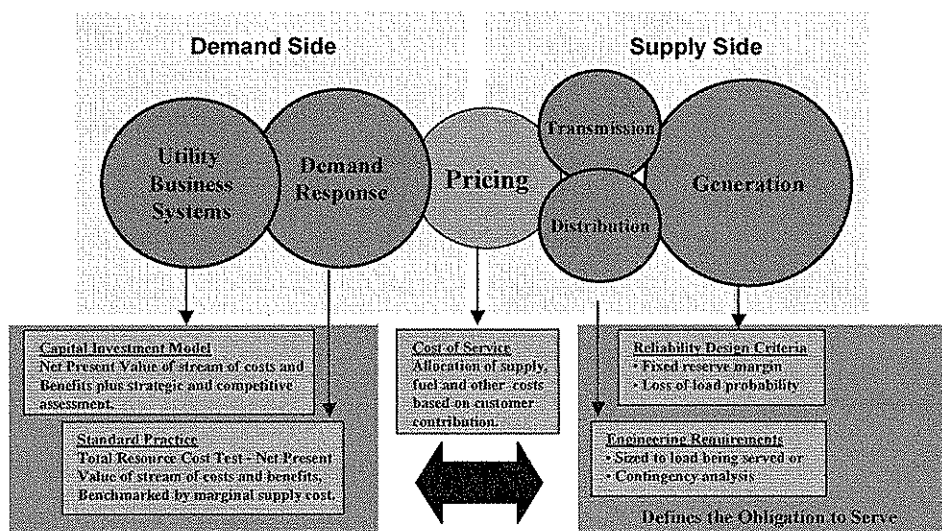 Demand Side
Supply Side
Utility
Business
Systems
Demand
Response
Pricing
Transmission
Distribution
Generation
Capital Investment Model
Net Present Value of stream of costs and
Benefits plus strategic and competitive
assessment.
Standard Practice
Total Resource Cost Test - Net Present
Value of stream of costs and benefits,
Benchmarked by marginal supply cost.
Cost of Service
Allocation of supply,
fuel and other costs
based on customer
contribution.
Reliability Design Criteria
• Fixed reserve margin
• Loss of load probability
Engineering Requirements
• Sized to load being served or
• Contingency analysis
Defines the Obligation to Serve